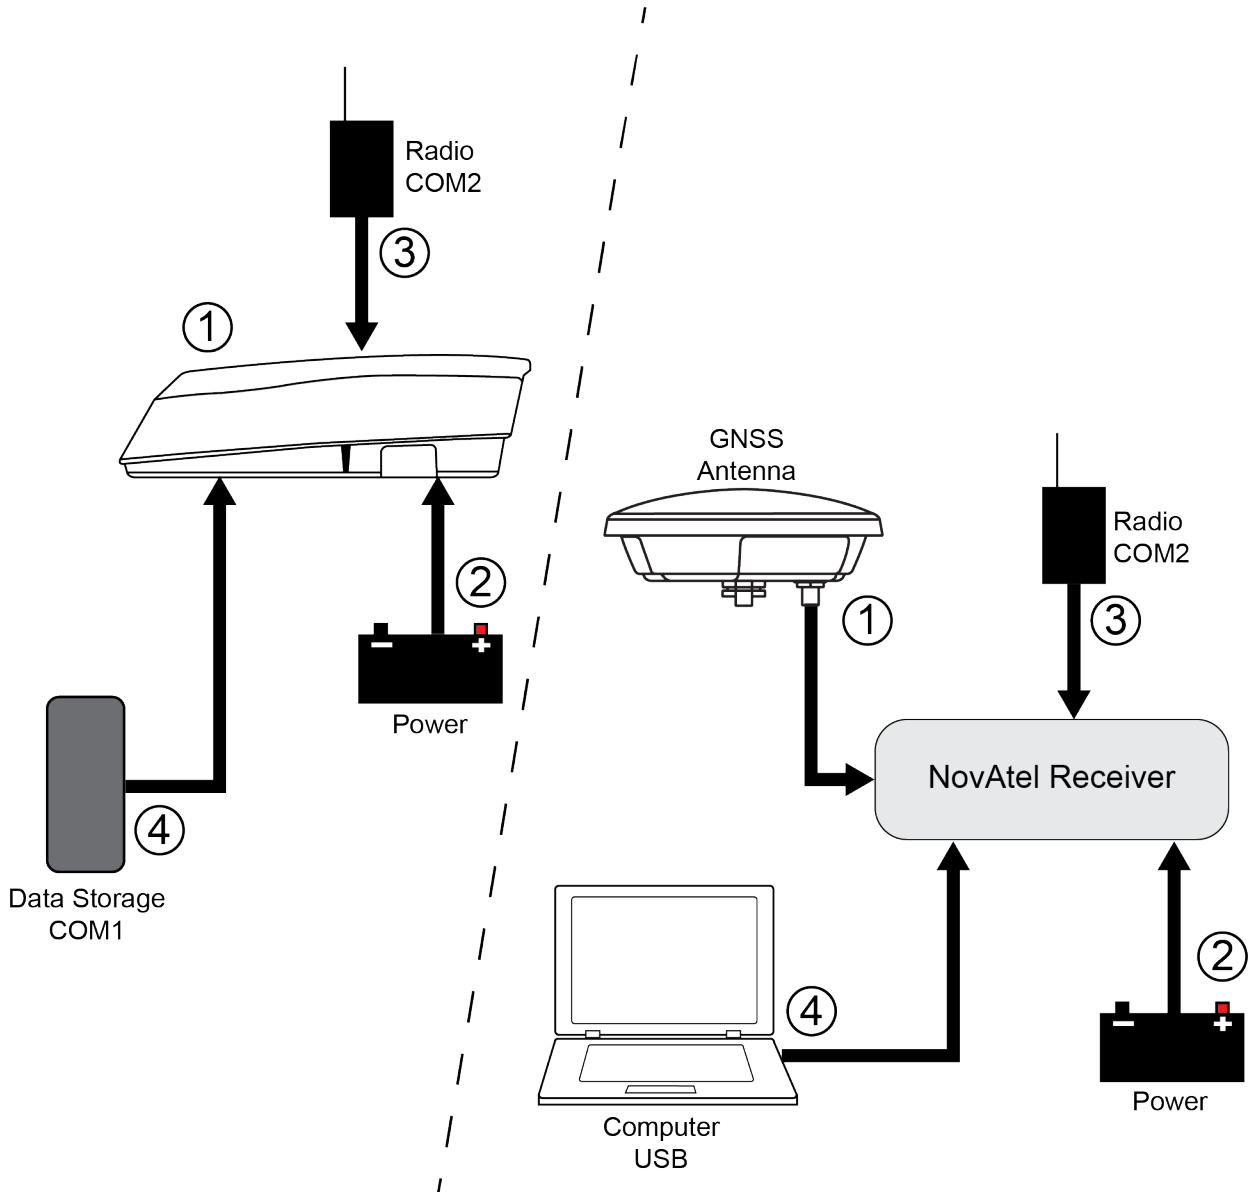 Radio
COM2
3
1
2
Power
4
Data Storage
COM1
GNSS
Antenna
1
Radio
COM2
3
NovAtel Receiver
2
Power
4
Computer
USB